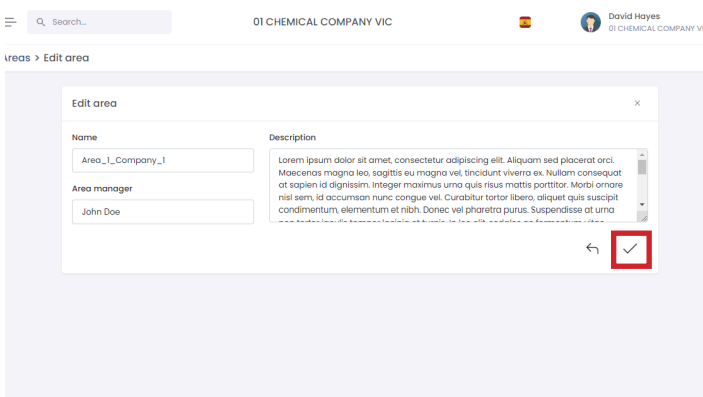 Search...
01 CHEMICAL COMPANY VIC
David Hayes
01 CHEMICAL COMPANY
Areas > Edit area
Edit area
Name
Description
Area_1_Company_1
Lorem ipsum dolor sit amet, consectetur adipiscing elit. Aliquam sed placerat orci.
Maecenas magna leo, sagittis eu magna vel, tincidunt viverra ex. Nullam consequat
at sapien id dignissim. Integer maximus urna quis risus mattis porttitor. Morbi ornare
nisl sem, id accumsan nunc congue vel. Curabitur tortor libero, aliquet quis suscipit
condimentum, elementum et nibh. Donec vel pharetra purus. Suspendisse at urna
Area manager
John Doe